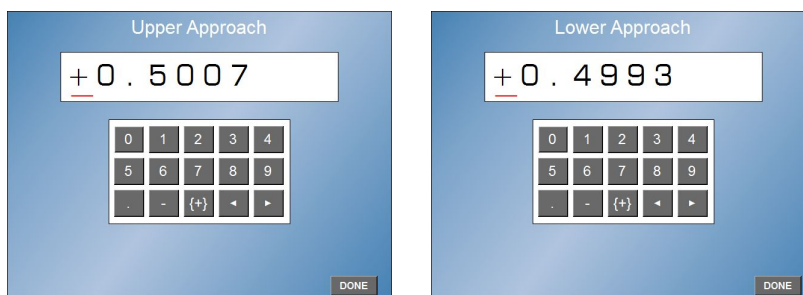 Upper Approach
+0.5007
0 1 2 3 4
5 6 7 8 9
. - {+} ◄ ►
DONE
Lower Approach
+0.4993
0 1 2 3 4
5 6 7 8 9
. - {+} ◄ ►
DONE